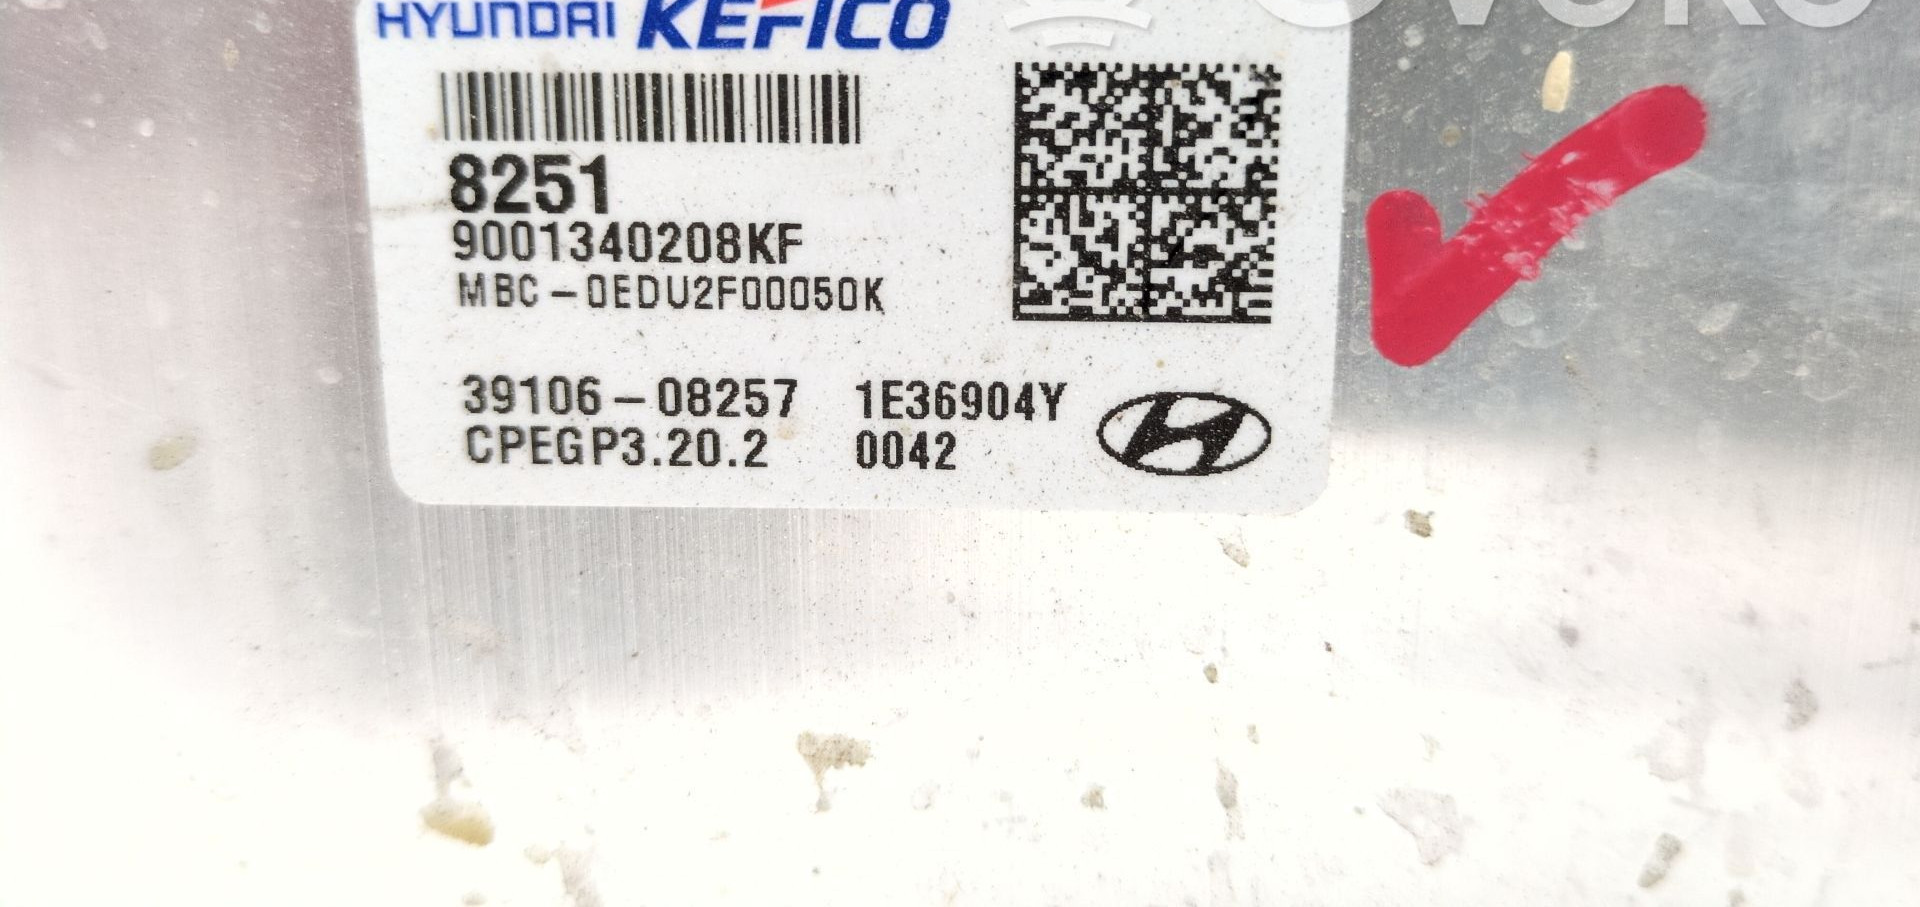 HYUNDAI KEFICO
8251
9001340208KF
MBC-0EDU2F00050K
39106-08257 1E36904Y
CPEGP3.20.2 0042